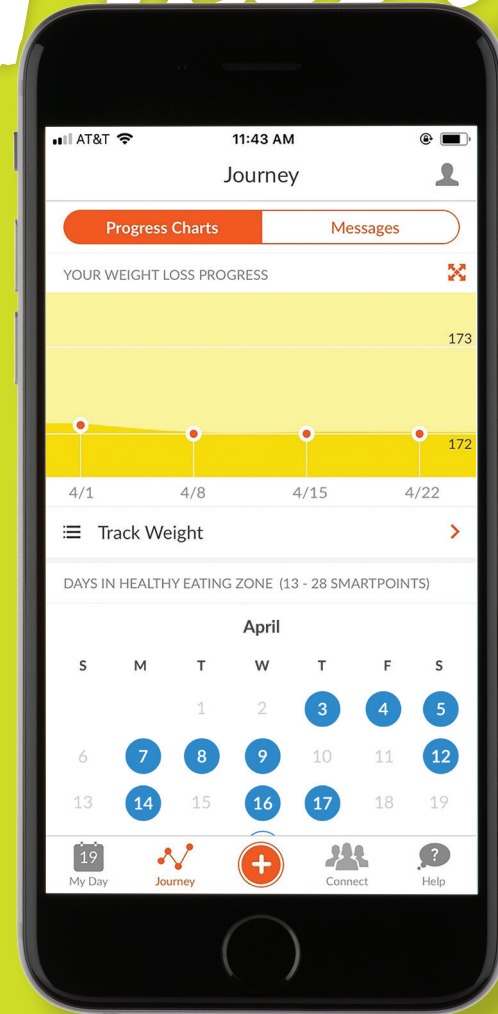 AT&T 11:43 AM
Journey
Progress Charts Messages
YOUR WEIGHT LOSS PROGRESS
173
172
4/1 4/8 4/15 4/22
Track Weight
DAYS IN HEALTHY EATING ZONE (13 - 28 SMARTPOINTS)
April
S M T W T F S
1 2 3 4 5
6 7 8 9 10 11 12
13 14 15 16 17 18 19
19
My Day Journey + Connect ? Help